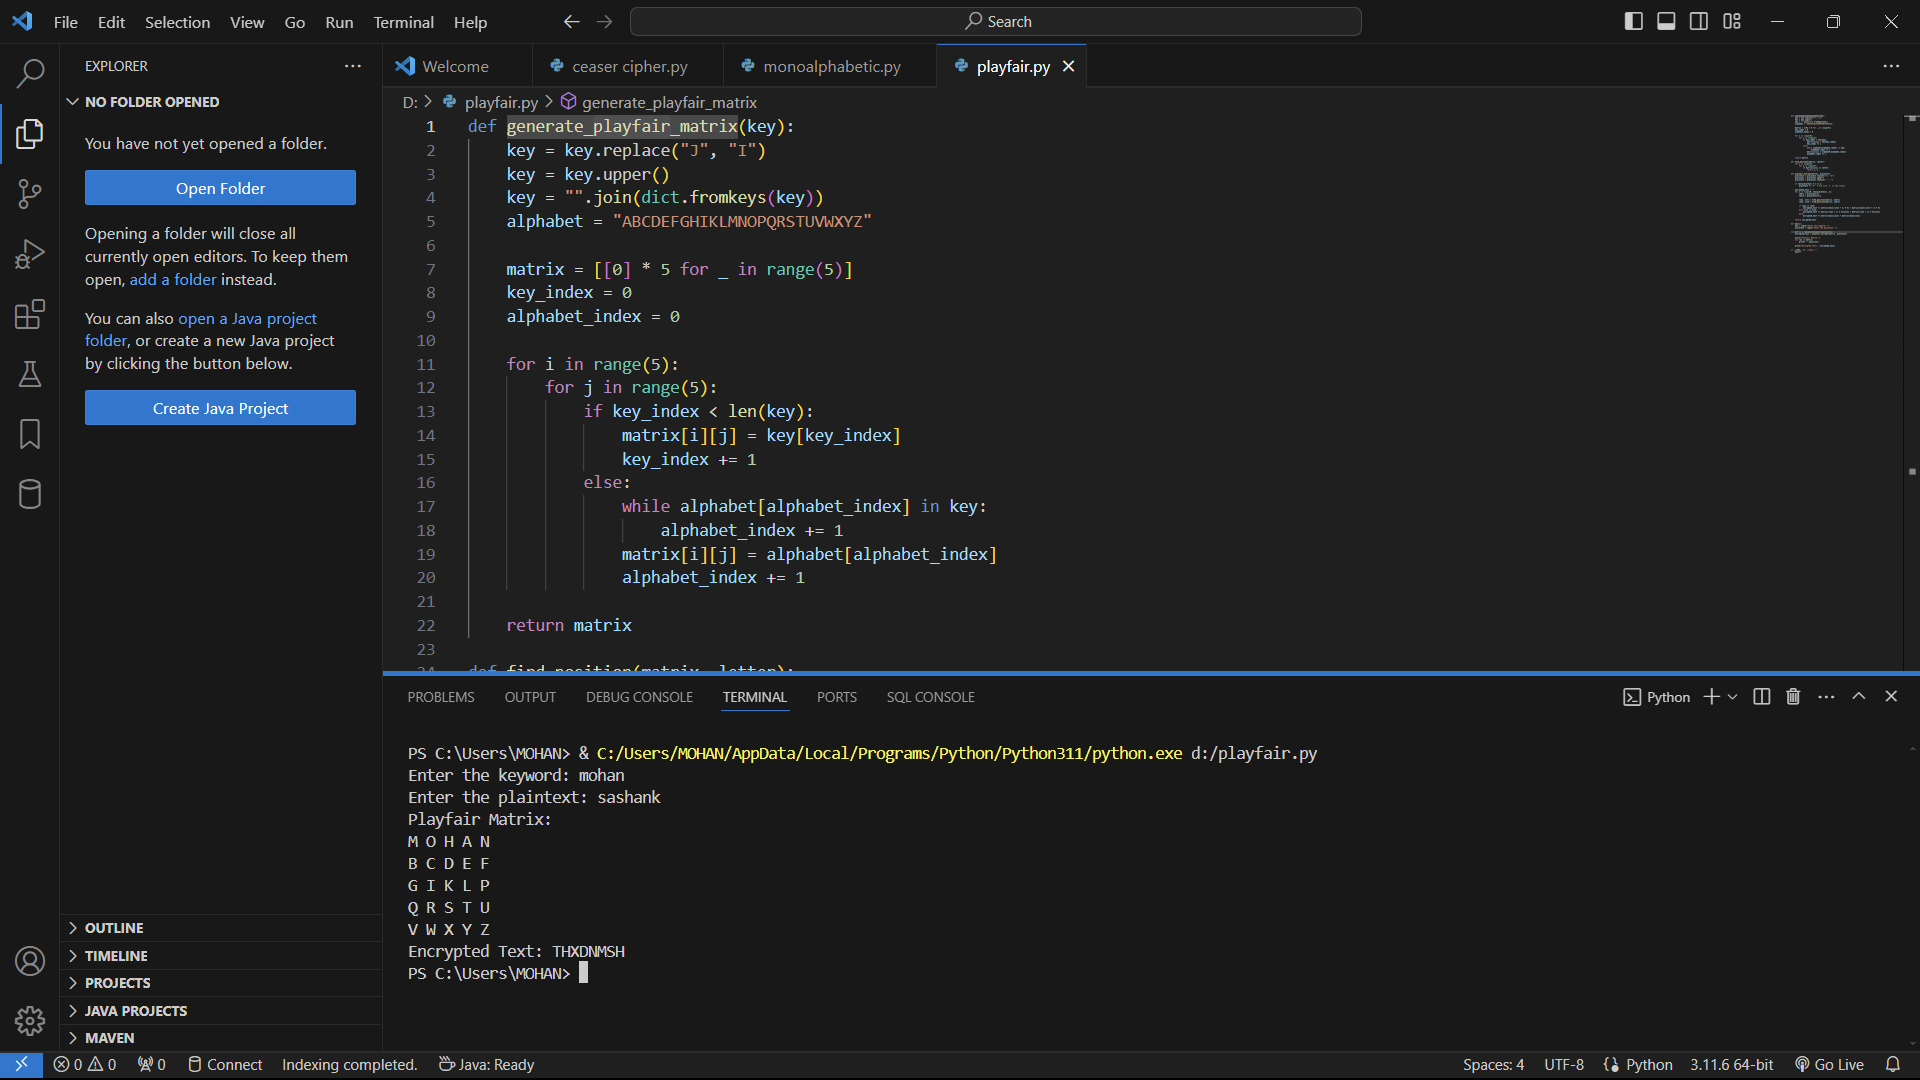 File Edit Selection View Go Run Terminal Help
Search
EXPLORER
NO FOLDER OPENED
You have not yet opened a folder.
Open Folder
Opening a folder will close all
currently open editors. To keep them
open, add a folder instead.
You can also open a Java project
folder, or create a new Java project
by clicking the button below.
Create Java Project
OUTLINE
TIMELINE
PROJECTS
JAVA PROJECTS
MAVEN
Welcome ceaser cipher.py monoalphabetic.py playfair.py
D: > playfair.py > generate_playfair_matrix
1 def generate_playfair_matrix(key):
2 key = key.replace("J", "I")
3 key = key.upper()
4 key = "".join(dict.fromkeys(key))
5 alphabet = "ABCDEFGHIKLMNOPQRSTUVWXYZ"
6
7 matrix = [[0] * 5 for _ in range(5)]
8 key_index = 0
9 alphabet_index = 0
10
11 for i in range(5):
12 for j in range(5):
13 if key_index < len(key):
14 matrix[i][j] = key[key_index]
15 key_index += 1
16 else:
17 while alphabet[alphabet_index] in key:
18 alphabet_index += 1
19 matrix[i][j] = alphabet[alphabet_index]
20 alphabet_index += 1
21
22 return matrix
23
24 def find_position(matrix, letter):
PROBLEMS OUTPUT DEBUG CONSOLE TERMINAL PORTS SQL CONSOLE
Python
PS C:\Users\MOHAN> & C:/Users/MOHAN/AppData/Local/Programs/Python/Python311/python.exe d:/playfair.py
Enter the keyword: mohan
Enter the plaintext: sashank
Playfair Matrix:
M O H A N
B C D E F
G I K L P
Q R S T U
V W X Y Z
Encrypted Text: THXDNMSH
PS C:\Users\MOHAN>
0 0 0 Connect Indexing completed. Java: Ready
Spaces: 4 UTF-8 Python 3.11.6 64-bit Go Live